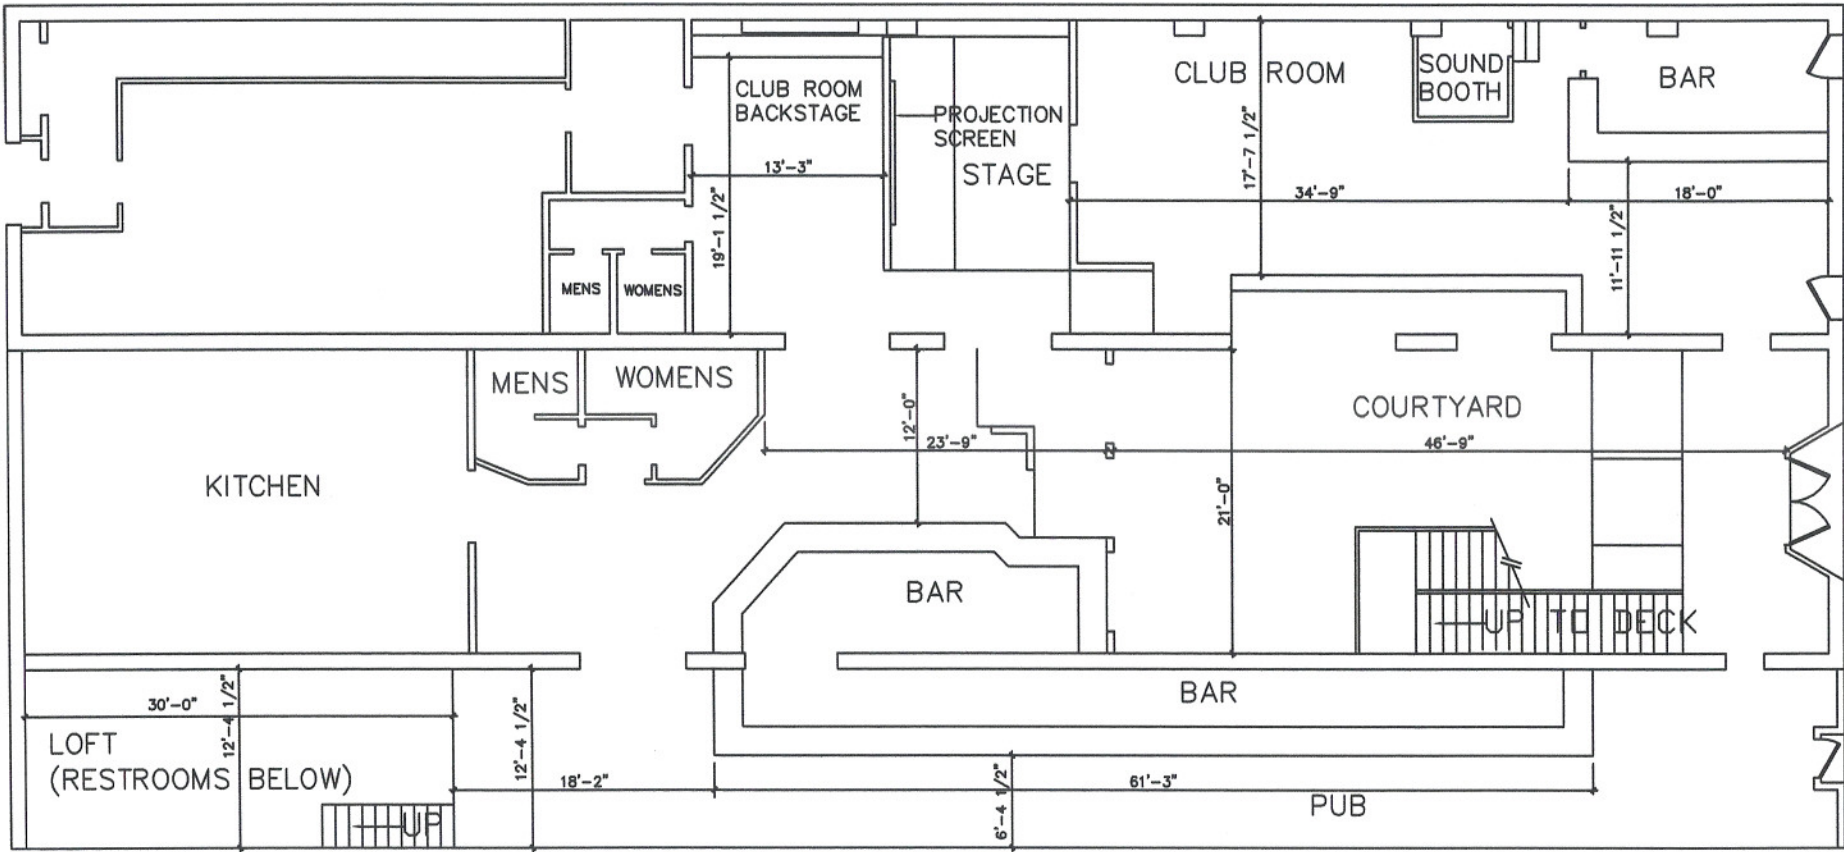 CLUB ROOM
BACKSTAGE
PROJECTION
SCREEN
STAGE
CLUB ROOM
SOUND
BOOTH
BAR
13'-3"
19'-1 1/2"
17'-7 1/2"
34'-9"
18'-0"
11'-11 1/2"
MENS
WOMENS
MENS
WOMENS
KITCHEN
12'-0"
23'-9"
COURTYARD
46'-9"
21'-0"
BAR
UP TO DECK
BAR
30'-0"
12'-4 1/2"
12'-4 1/2"
LOFT
(RESTROOMS BELOW)
UP
18'-2"
6'-4 1/2"
61'-3"
PUB